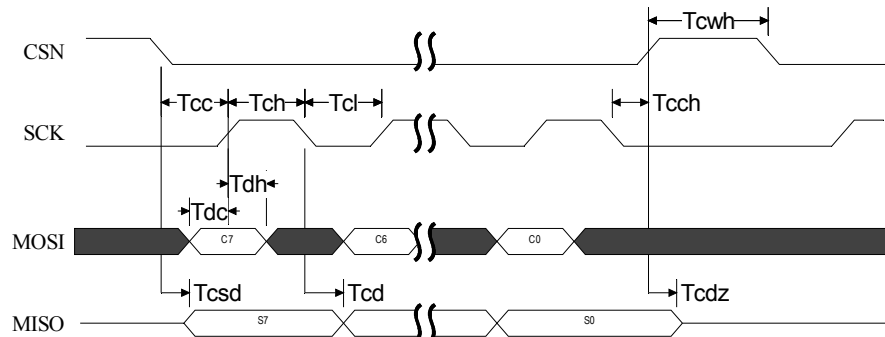 Tcwh
CSN
Tcc Tch Tcl Tcch
SCK
Tdh
Tdc
MOSI C7 C6 C0
Tcsd Tcd Tcdz
MISO S7 S0